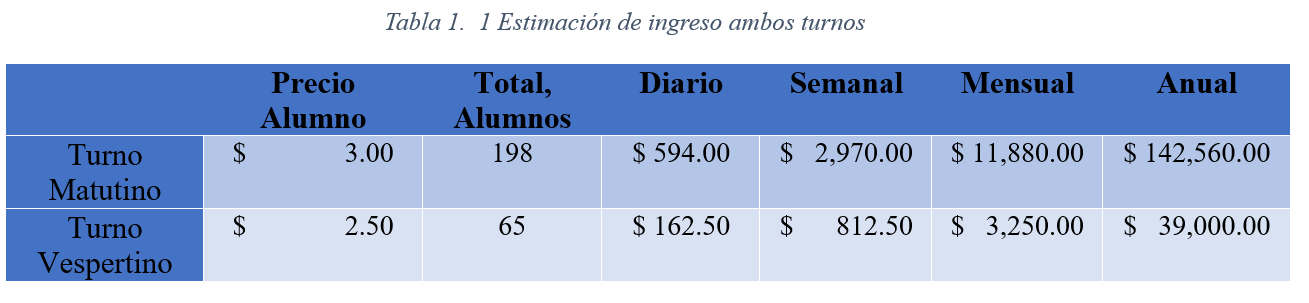 Tabla 1. 1 Estimación de ingreso ambos turnos
Precio Alumno Total, Alumnos Diario Semanal Mensual Anual
Turno Matutino $ 3.00 198 $ 594.00 $ 2,970.00 $ 11,880.00 $ 142,560.00
Turno Vespertino $ 2.50 65 $ 162.50 $ 812.50 $ 3,250.00 $ 39,000.00